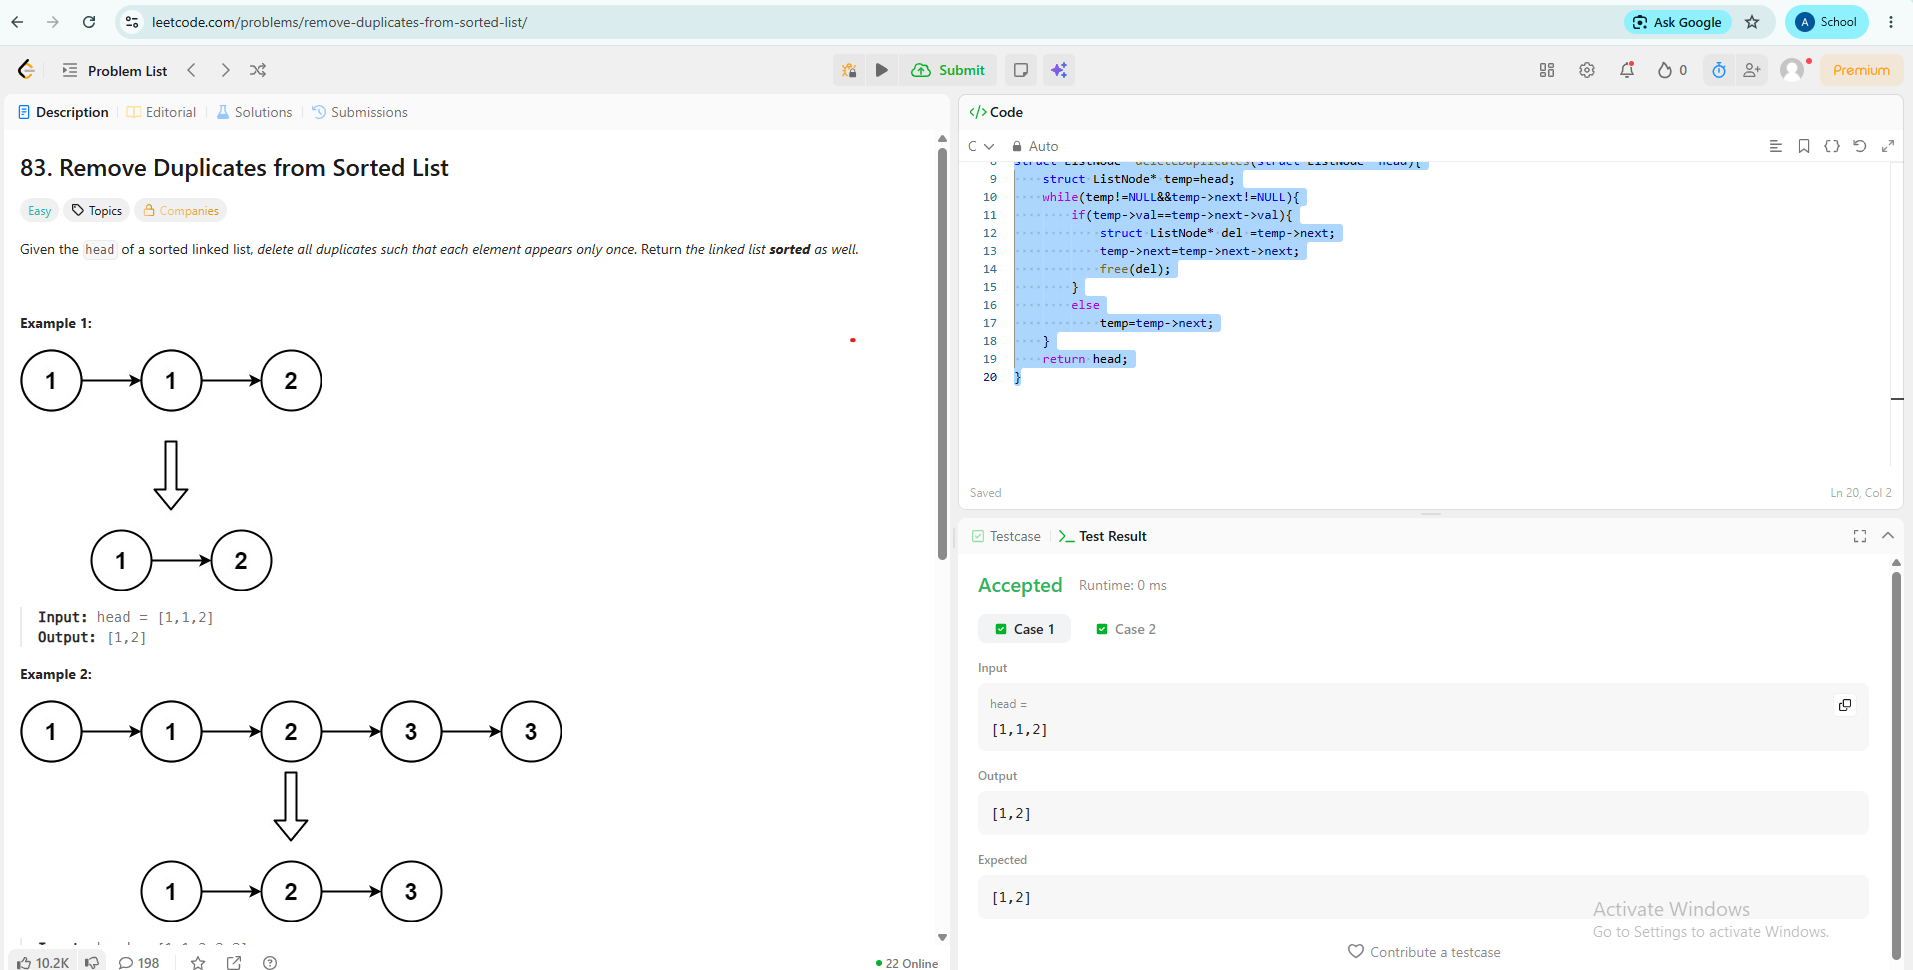 leetcode.com/problems/remove-duplicates-from-sorted-list/
Ask Google
A School
Problem List
Submit
0
Premium
Description
Editorial
Solutions
Submissions
83. Remove Duplicates from Sorted List
Easy
Topics
Companies
Given the head of a sorted linked list, delete all duplicates such that each element appears only once. Return the linked list sorted as well.
Example 1:
1 1 2
1 2
Input: head = [1,1,2]
Output: [1,2]
Example 2:
1 1 2 3 3
1 2 3
10.2K
198
22 Online
</> Code
C
Auto
8 struct ListNode* deleteDuplicates(struct ListNode* head){
9 struct ListNode* temp=head;
10 while(temp!=NULL&&temp->next!=NULL){
11 if(temp->val==temp->next->val){
12 struct ListNode* del =temp->next;
13 temp->next=temp->next->next;
14 free(del);
15 }
16 else
17 temp=temp->next;
18 }
19 return head;
20 }
Saved
Ln 20, Col 2
Testcase
Test Result
Accepted Runtime: 0 ms
Case 1 Case 2
Input
head =
[1,1,2]
Output
[1,2]
Expected
[1,2]
Activate Windows
Go to Settings to activate Windows.
Contribute a testcase